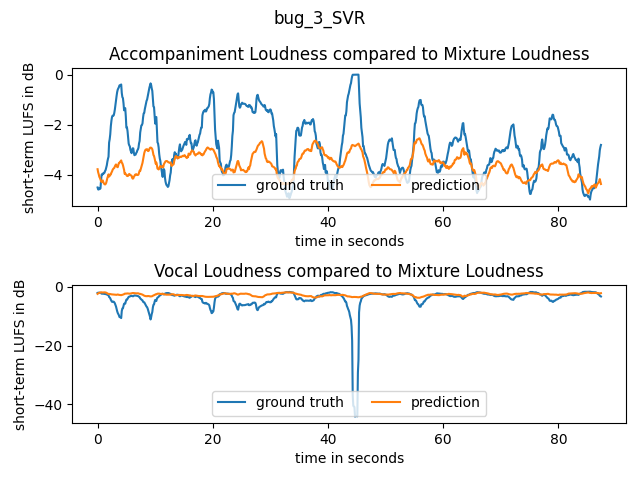 bug_3_SVR
Accompaniment Loudness compared to Mixture Loudness
short-term LUFS in dB
0
−2
−4
ground truth
prediction
0
20
40
60
80
time in seconds
Vocal Loudness compared to Mixture Loudness
short-term LUFS in dB
0
−20
−40
ground truth
prediction
0
20
40
60
80
time in seconds